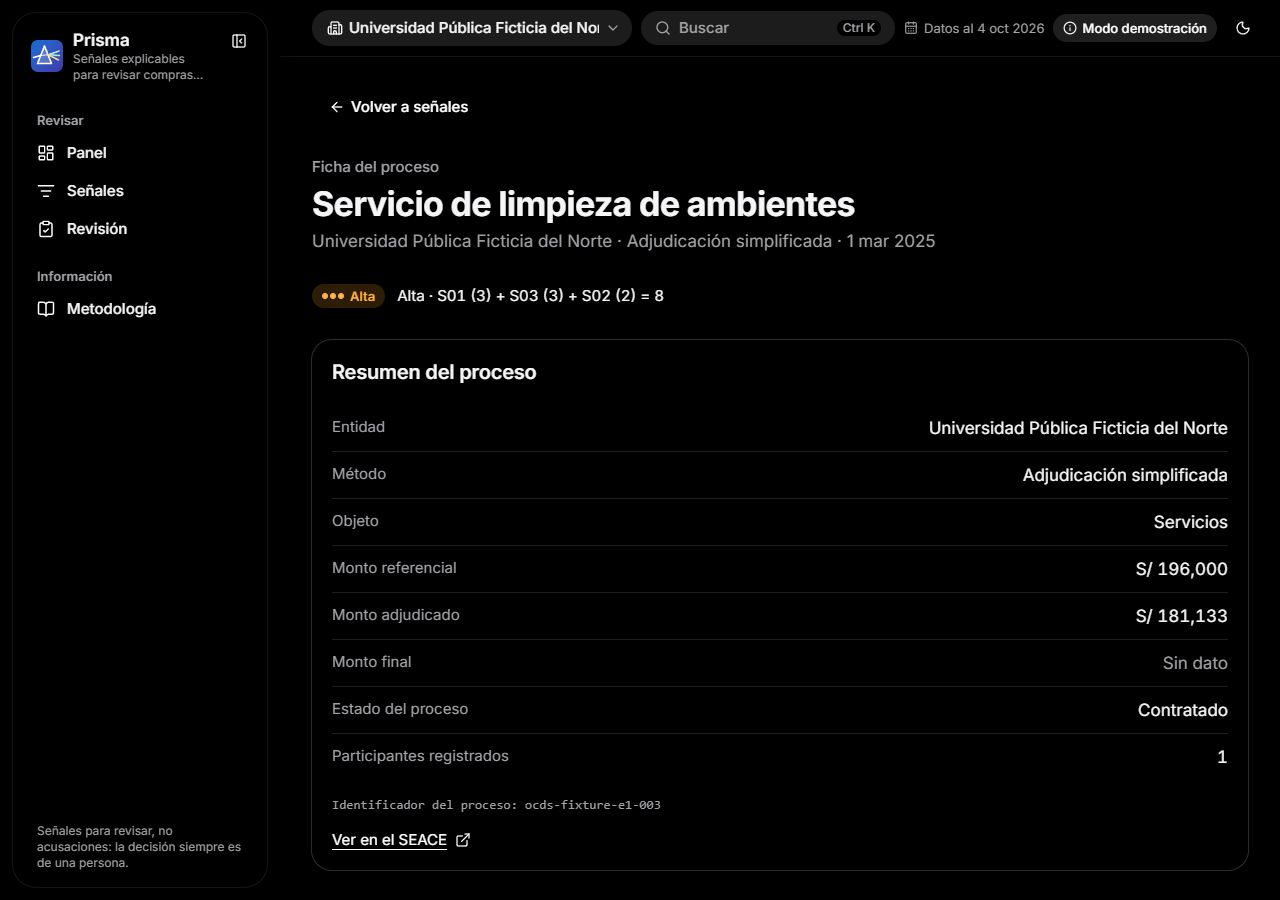 Prisma
Señales explicables
para revisar compras...
Revisar
Panel
Señales
Revisión
Información
Metodología
Señales para revisar, no
acusaciones: la decisión siempre es
de una persona.
Universidad Pública Ficticia del Nor
Buscar
Ctrl K
Datos al 4 oct 2026
Modo demostración
Volver a señales
Ficha del proceso
Servicio de limpieza de ambientes
Universidad Pública Ficticia del Norte · Adjudicación simplificada · 1 mar 2025
Alta
Alta · S01 (3) + S03 (3) + S02 (2) = 8
Resumen del proceso
Entidad
Universidad Pública Ficticia del Norte
Método
Adjudicación simplificada
Objeto
Servicios
Monto referencial
S/ 196,000
Monto adjudicado
S/ 181,133
Monto final
Sin dato
Estado del proceso
Contratado
Participantes registrados
1
Identificador del proceso: ocds-fixture-e1-003
Ver en el SEACE